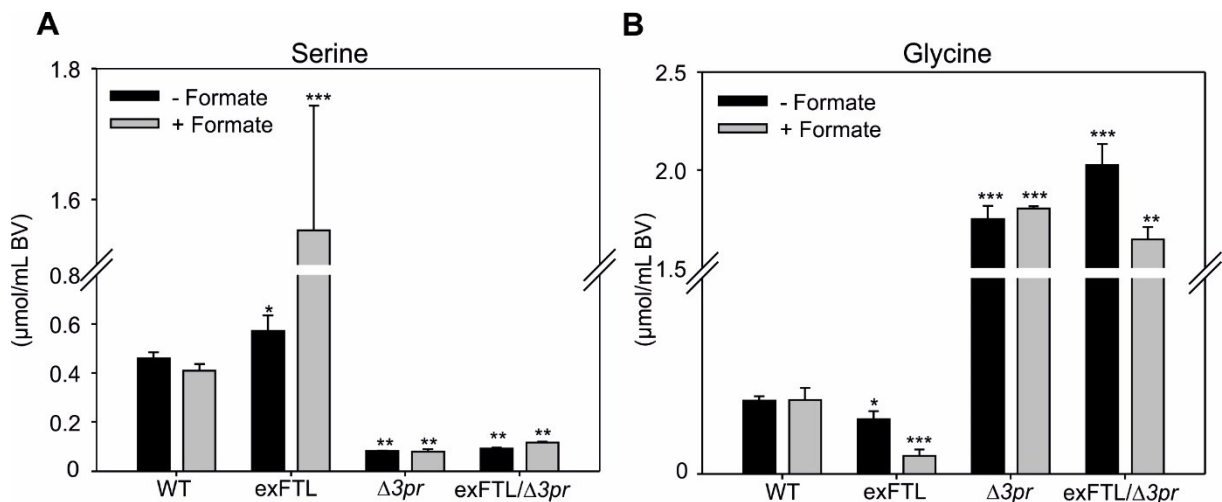 A
Serine
1.8
- Formate
+ Formate
***
1.6
(µmol/mL BV)
0.8
0.6
*
0.4
0.2
** ** ** **
0
WT exFTL Δ3pr exFTL/Δ3pr
B
Glycine
2.5
- Formate
+ Formate
***
2.0
*** ***
**
(µmol/mL BV)
1.5
*
***
0
WT exFTL Δ3pr exFTL/Δ3pr